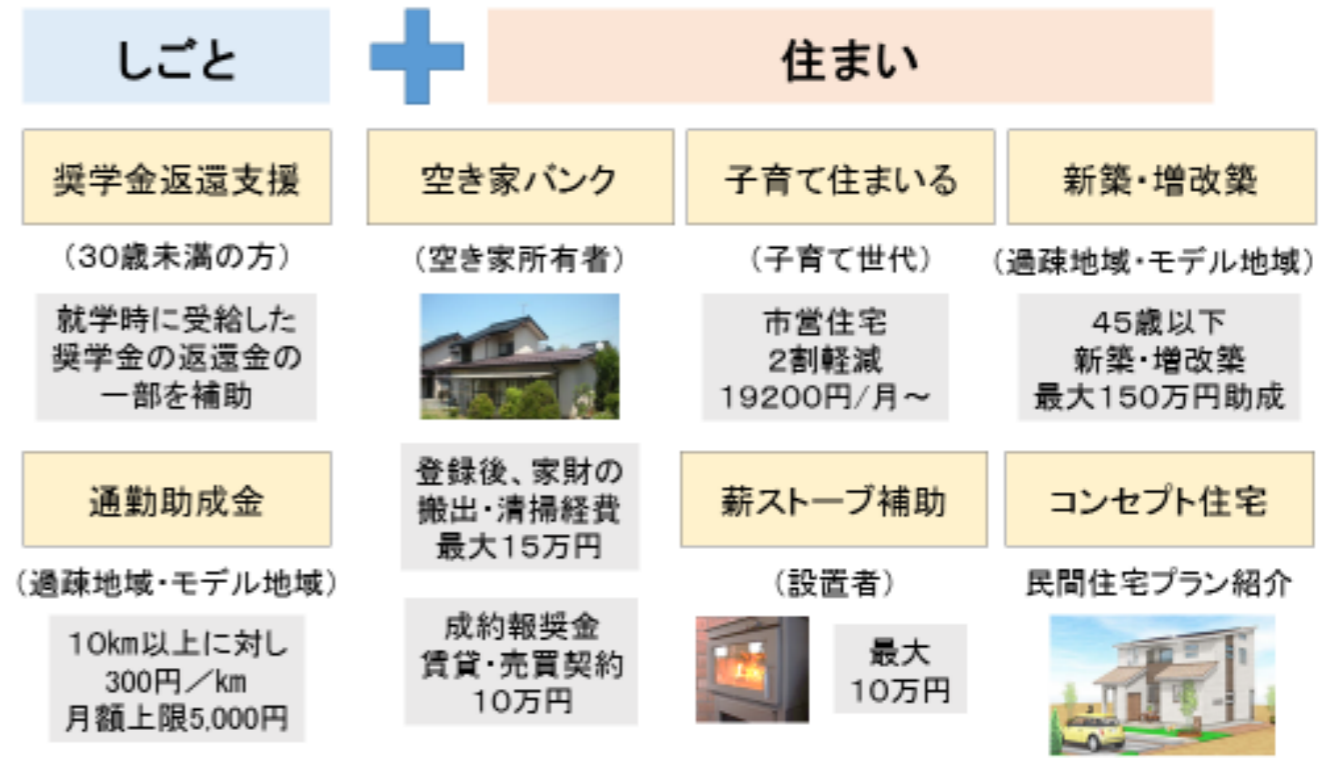 しごと
住まい
奨学金返還支援
(30歳未満の方)
就学時に受給した
奨学金の返還金の
一部を補助
通勤助成金
(過疎地域・モデル地域)
10km以上に対し
300円/km
月額上限5,000円
空き家バンク
(空き家所有者)
登録後、家財の
搬出・清掃経費
最大15万円
成約報奨金
賃貸・売買契約
10万円
子育て住まいる
(子育て世代)
市営住宅
2割軽減
19200円/月～
薪ストーブ補助
(設置者)
最大
10万円
新築・増改築
(過疎地域・モデル地域)
45歳以下
新築・増改築
最大150万円助成
コンセプト住宅
民間住宅プラン紹介